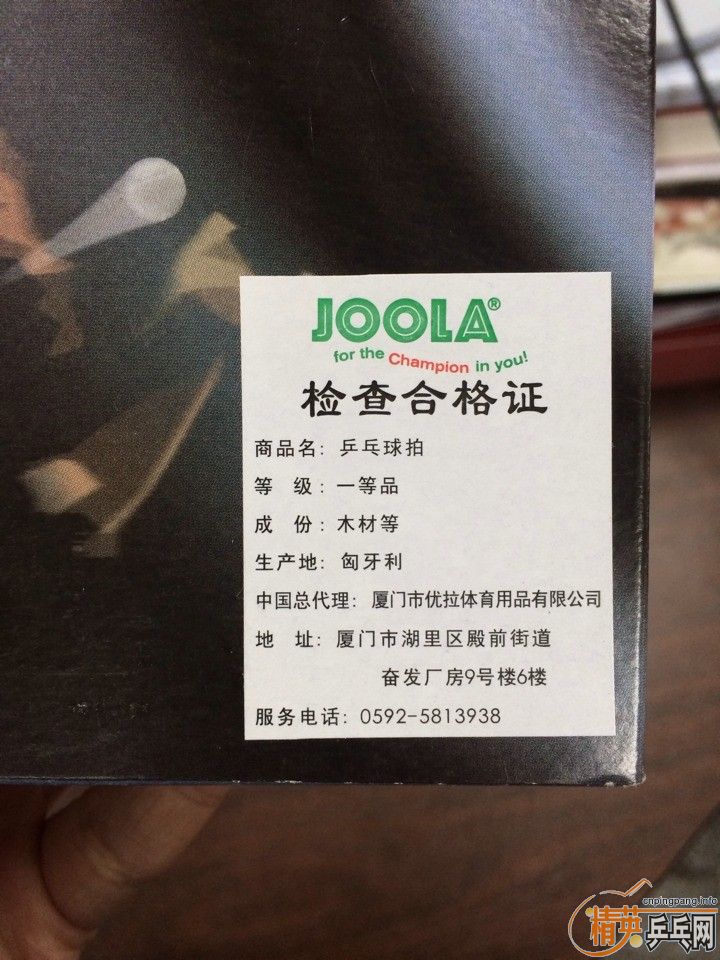 JOOLA®
for the Champion in you!
检查合格证
商品名: 乒乓球拍
等 级: 一等品
成 份: 木材等
生产地: 匈牙利
中国总代理: 厦门市优拉体育用品有限公司
地 址: 厦门市湖里区殿前街道
奋发厂房9号楼6楼
服务电话: 0592-5813938
cnpingpang.info
精英乒乓网